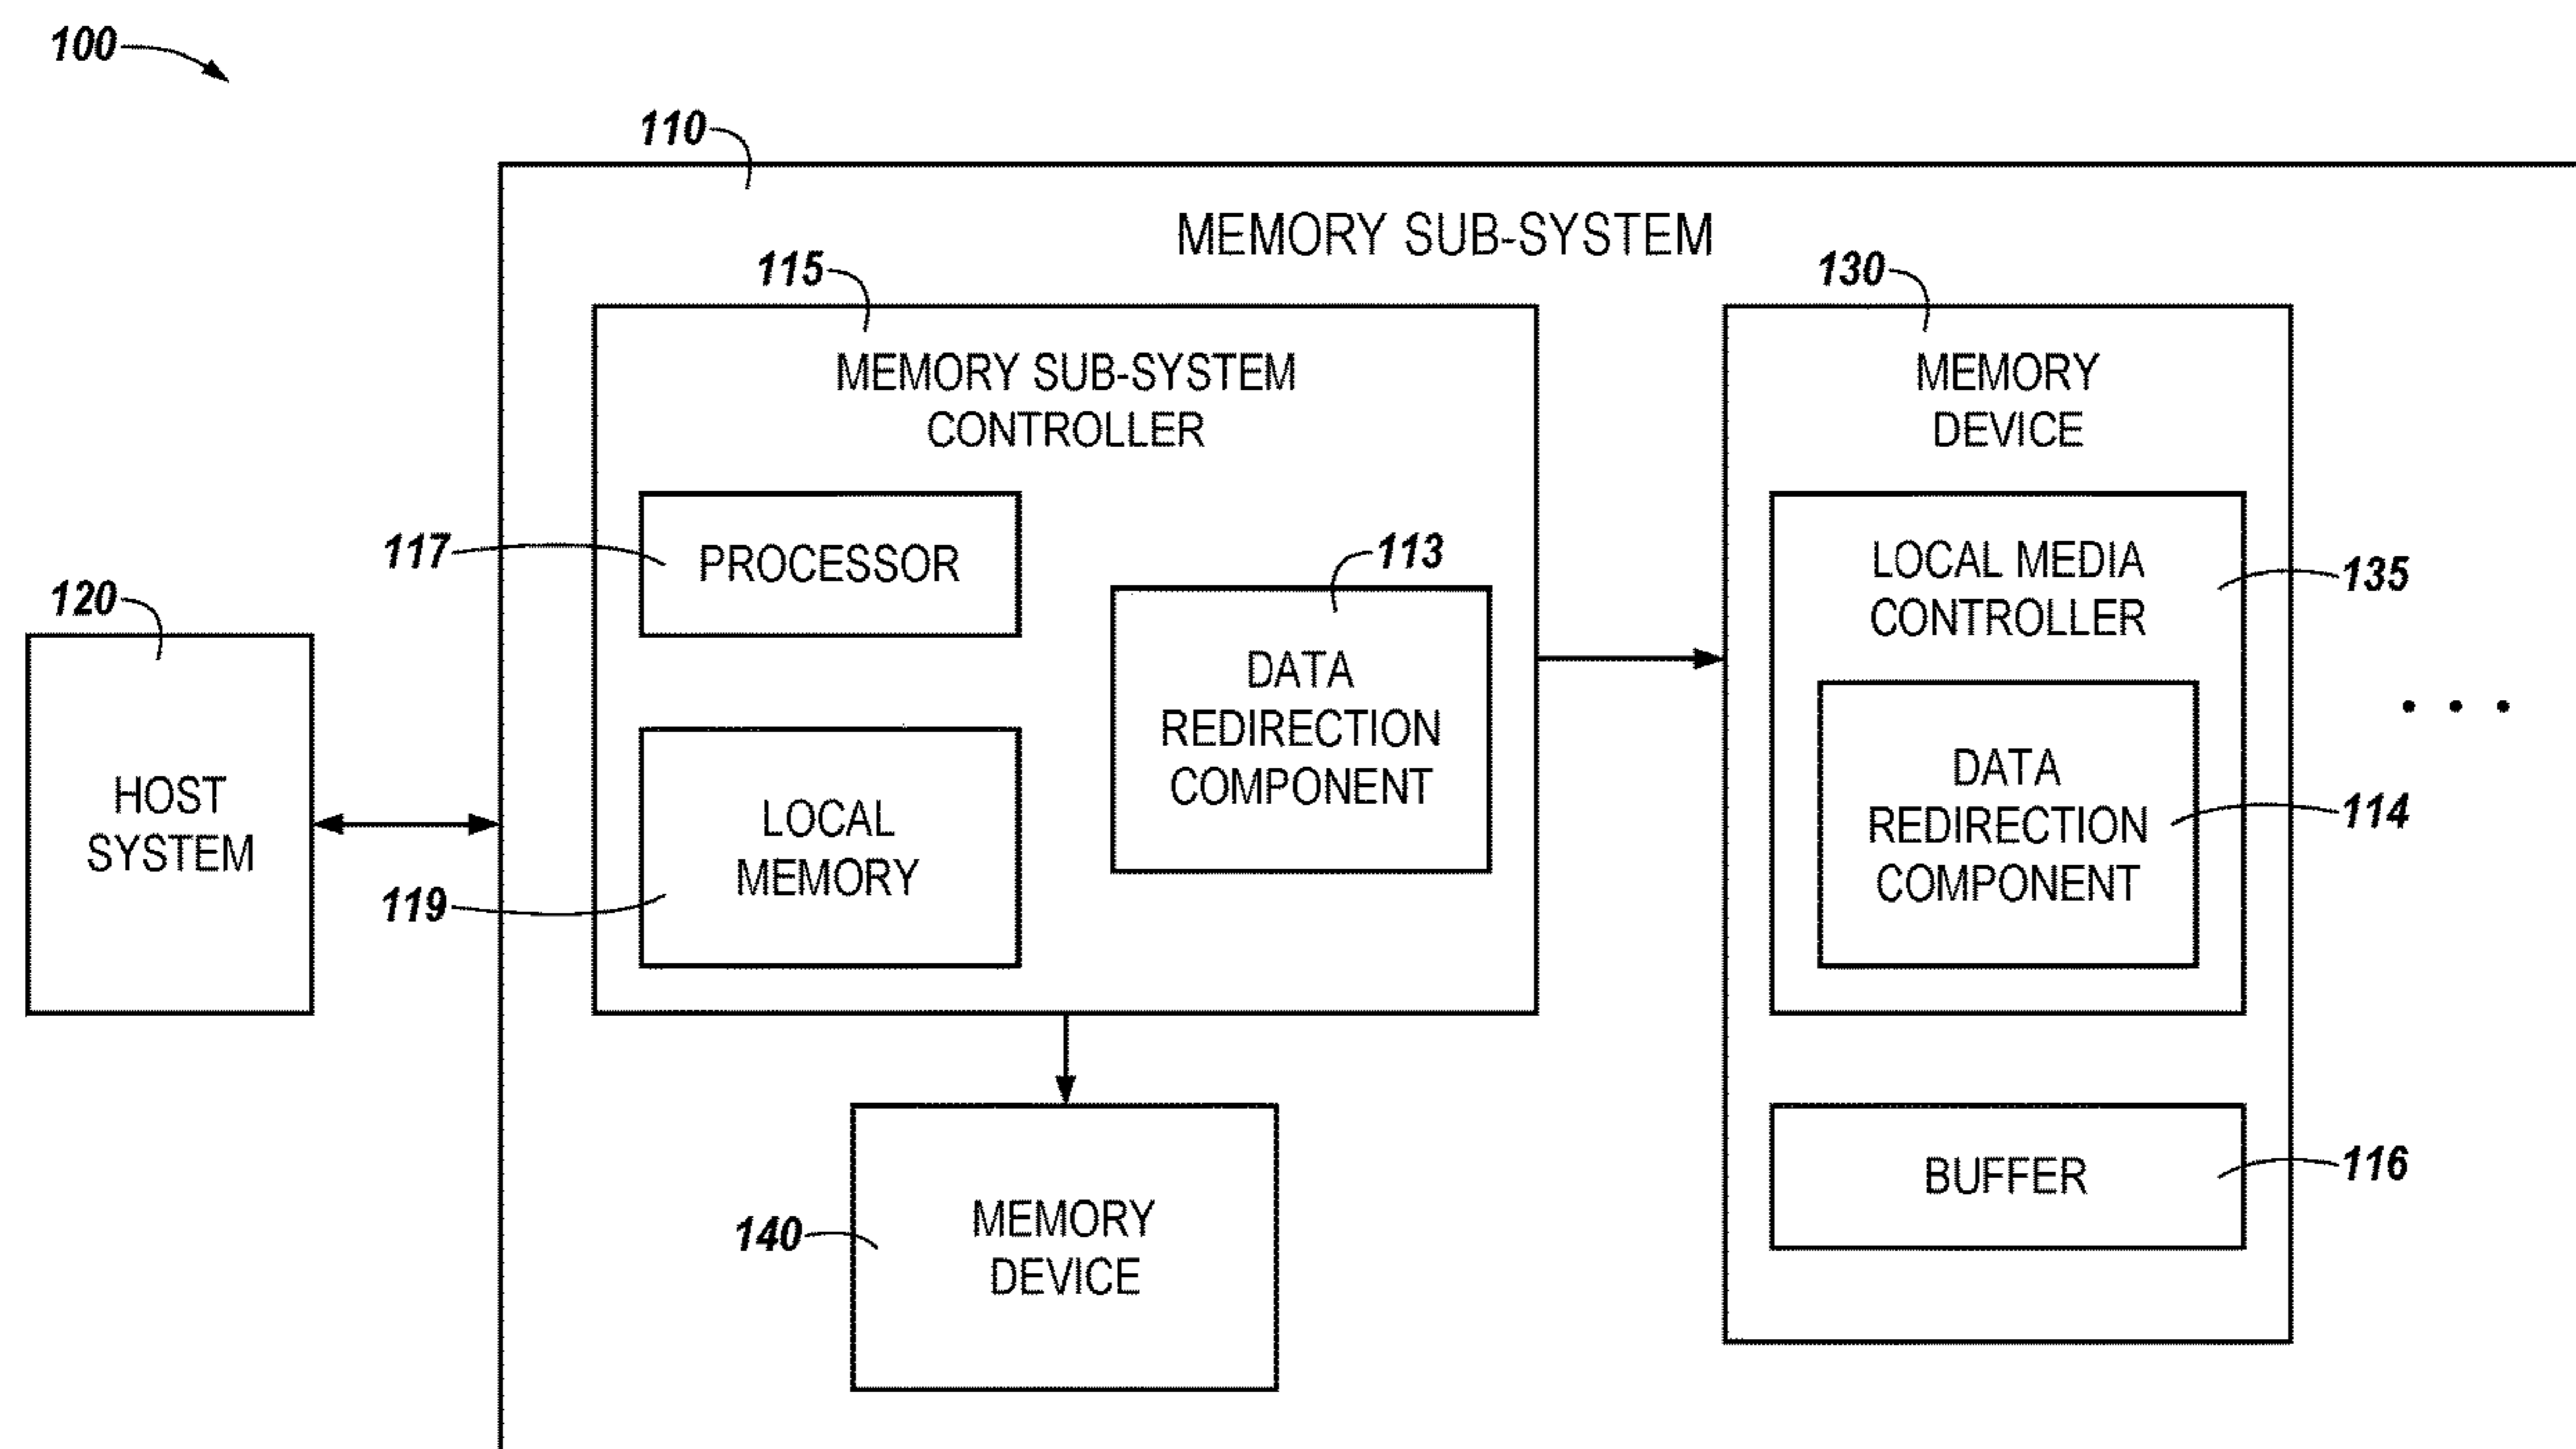 100
110
MEMORY SUB-SYSTEM
115
MEMORY SUB-SYSTEM
CONTROLLER
117
PROCESSOR
113
DATA
REDIRECTION
COMPONENT
119
LOCAL
MEMORY
120
HOST
SYSTEM
130
MEMORY
DEVICE
LOCAL MEDIA
CONTROLLER
135
DATA
REDIRECTION
COMPONENT
114
BUFFER
116
140
MEMORY
DEVICE